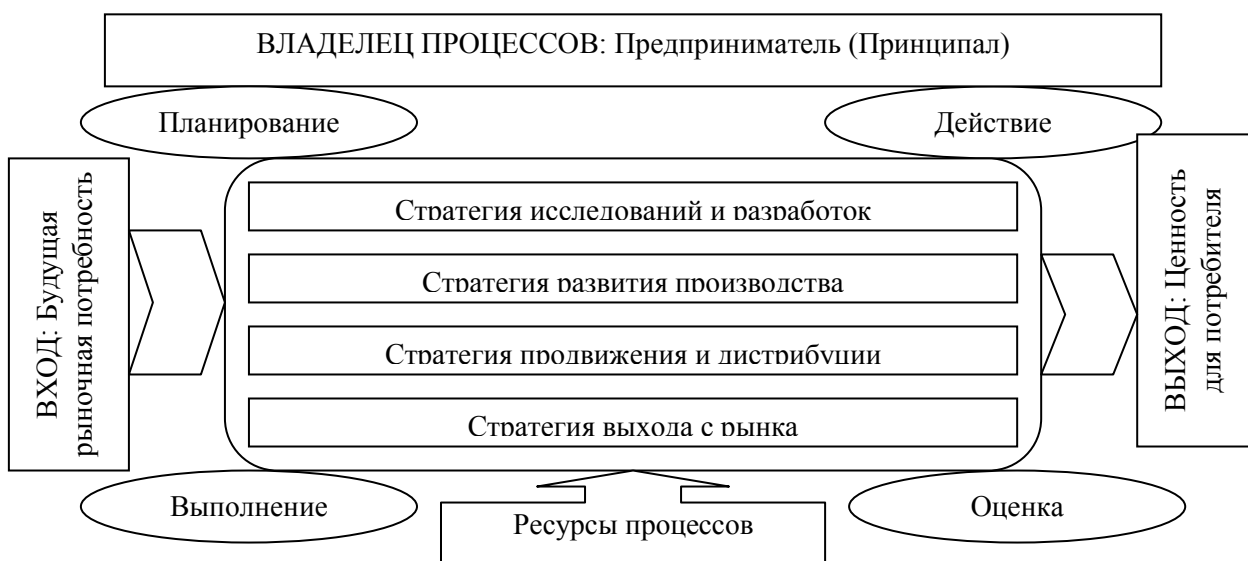 ВЛАДЕЛЕЦ ПРОЦЕССОВ: Предприниматель (Принципал)
Планирование
Действие
ВХОД: Будущая
рыночная потребность
Стратегия исследований и разработок
Стратегия развития производства
Стратегия продвижения и дистрибуции
Стратегия выхода с рынка
ВЫХОД: Ценность
для потребителя
Выполнение
Ресурсы процессов
Оценка